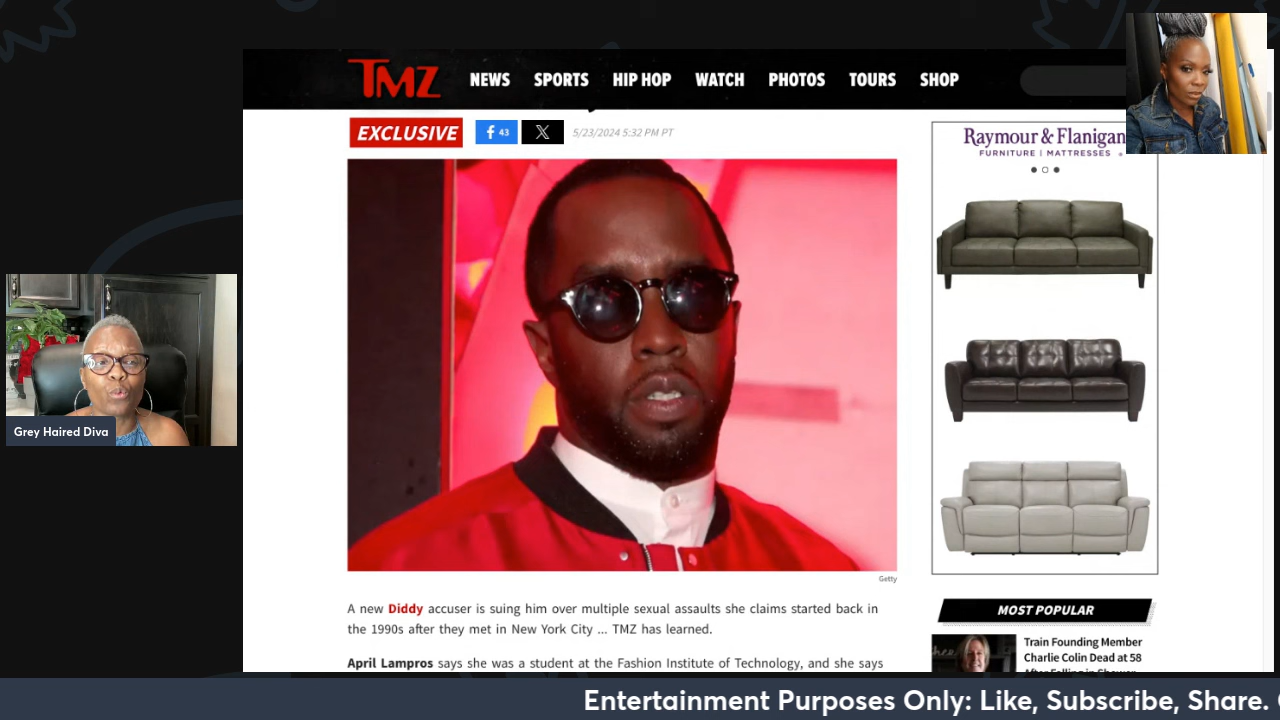 TMZ
NEWS SPORTS HIP HOP WATCH PHOTOS TOURS SHOP
EXCLUSIVE
43
5/23/2024 5:32 PM PT
Raymour & Flanigan
FURNITURE | MATTRESSES
Grey Haired Diva
Getty
A new Diddy accuser is suing him over multiple sexual assaults she claims started back in
the 1990s after they met in New York City ... TMZ has learned.
April Lampros says she was a student at the Fashion Institute of Technology, and she says
MOST POPULAR
Train Founding Member
Charlie Colin Dead at 58
After Falling in Shower
Entertainment Purposes Only: Like, Subscribe, Share.